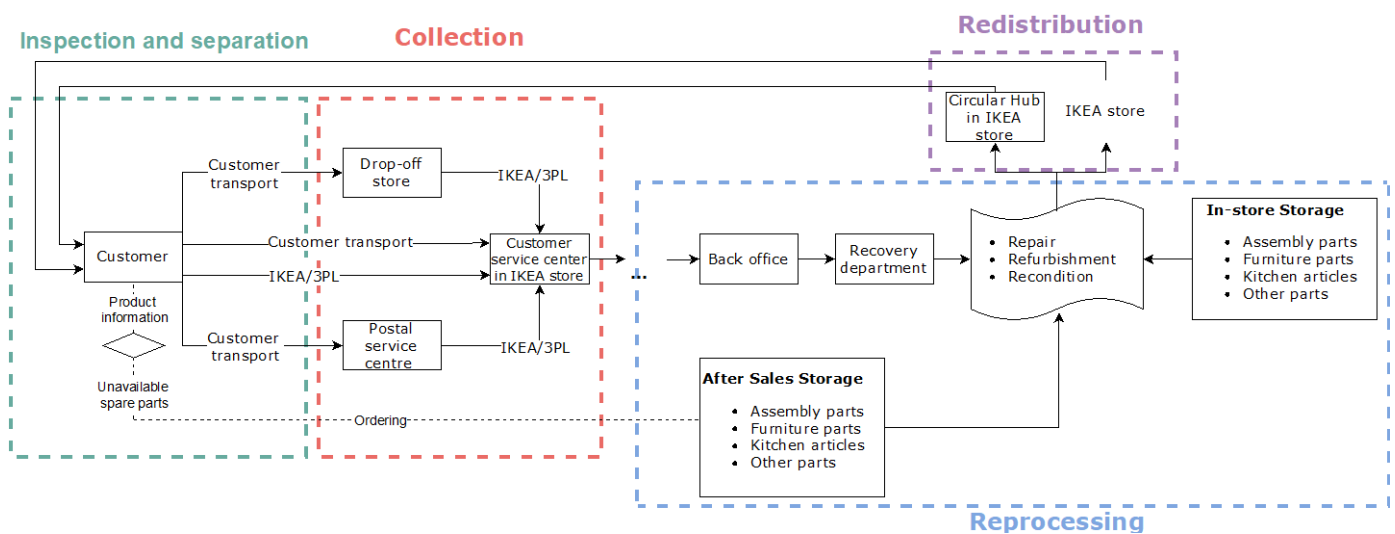 Redistribution
Inspection and separation
Collection
Circular Hub
in IKEA
store
IKEA store
Customer
transport
Drop-off
store
IKEA/3PL
Customer
Customer transport
IKEA/3PL
Customer
service center
in IKEA store
...
Back office
Recovery
department
• Repair
• Refurbishment
• Recondition
In-store Storage
• Assembly parts
• Furniture parts
• Kitchen articles
• Other parts
Product
information
Customer
transport
Postal
service
centre
IKEA/3PL
Unavailable
spare parts
Ordering
After Sales Storage
• Assembly parts
• Furniture parts
• Kitchen articles
• Other parts
Reprocessing